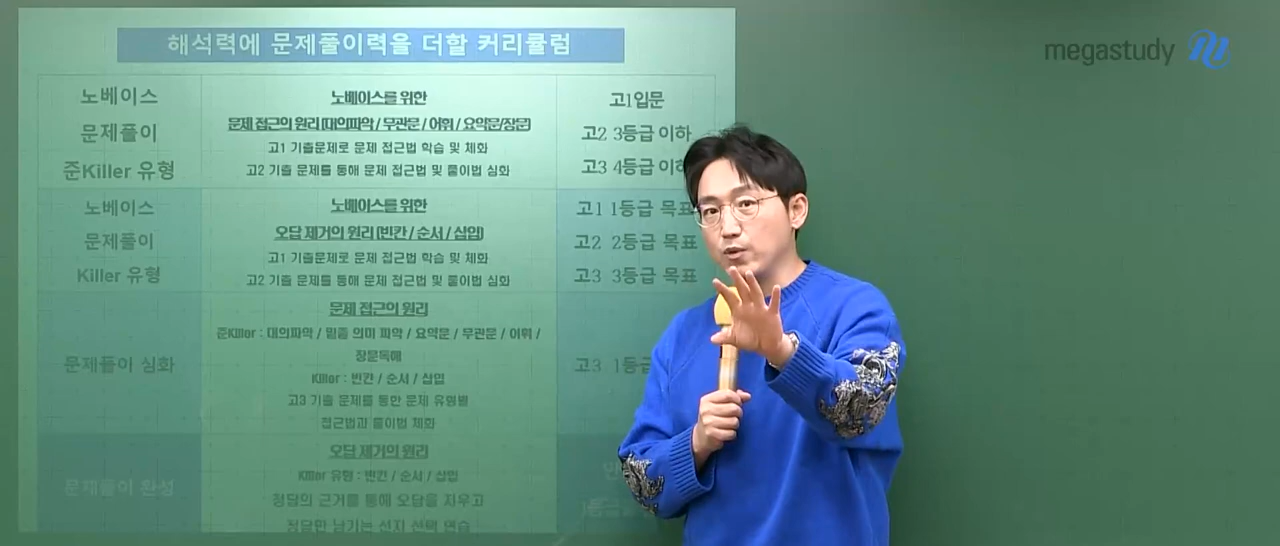 해석력에 문제풀이력을 더할 커리큘럼
megastudy
노베이스
문제풀이
준Killer 유형
노베이스를 위한
문제 접근의 원리 (대의파악 / 무관문 / 어휘 / 요약문/장문)
고1 기출문제로 문제 접근법 학습 및 체화
고2 기출 문제를 통해 문제 접근법 및 풀이법 심화
고1입문
고2 3등급 이하
고3 4등급 이하
노베이스
문제풀이
Killer 유형
노베이스를 위한
오답 제거의 원리 (빈칸 / 순서 / 삽입)
고1 기출문제로 문제 접근법 학습 및 체화
고2 기출 문제를 통해 문제 접근법 및 풀이법 심화
고1 1등급 목표
고2 2등급 목표
고3 3등급 목표
문제풀이 심화
문제 접근의 원리
준Killer : 대의파악 / 밑줄 의미 파악 / 요약문 / 무관문 / 어휘 /
장문독해
Killer : 빈칸 / 순서 / 삽입
고3 기출 문제를 통한 문제 유형별
접근법과 풀이법 체화
고3 1등급
문제풀이 완성
오답 제거의 원리
Killer 유형 : 빈칸 / 순서 / 삽입
정답의 근거를 통해 오답을 지우고
정답만 남기는 선지 선택 연습